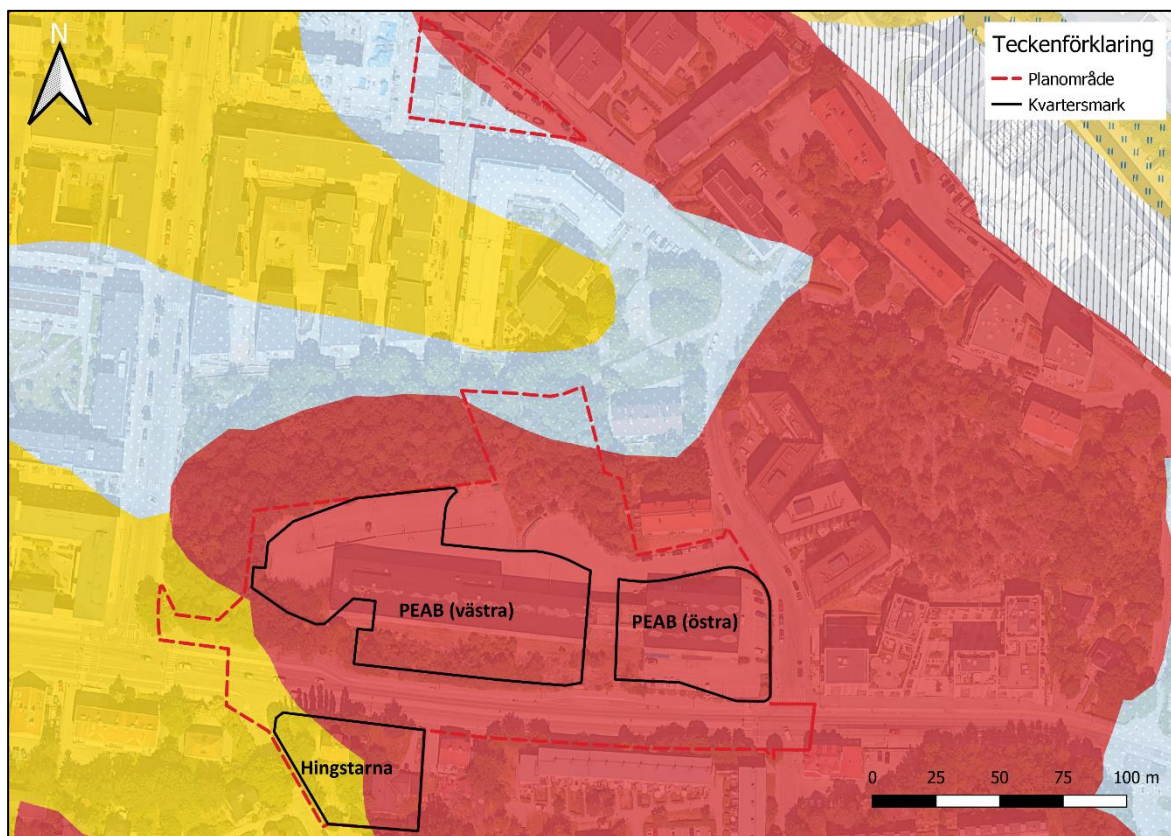 N
Teckenförklaring
Planområde
Kvartersmark
PEAB (västra)
PEAB (östra)
Hingstarna
0 25 50 75 100 m